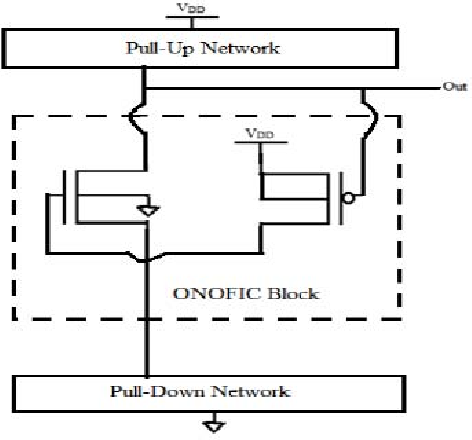 VDD
Pull-Up Network
Out
VDD
ONOFIC Block
Pull-Down Network